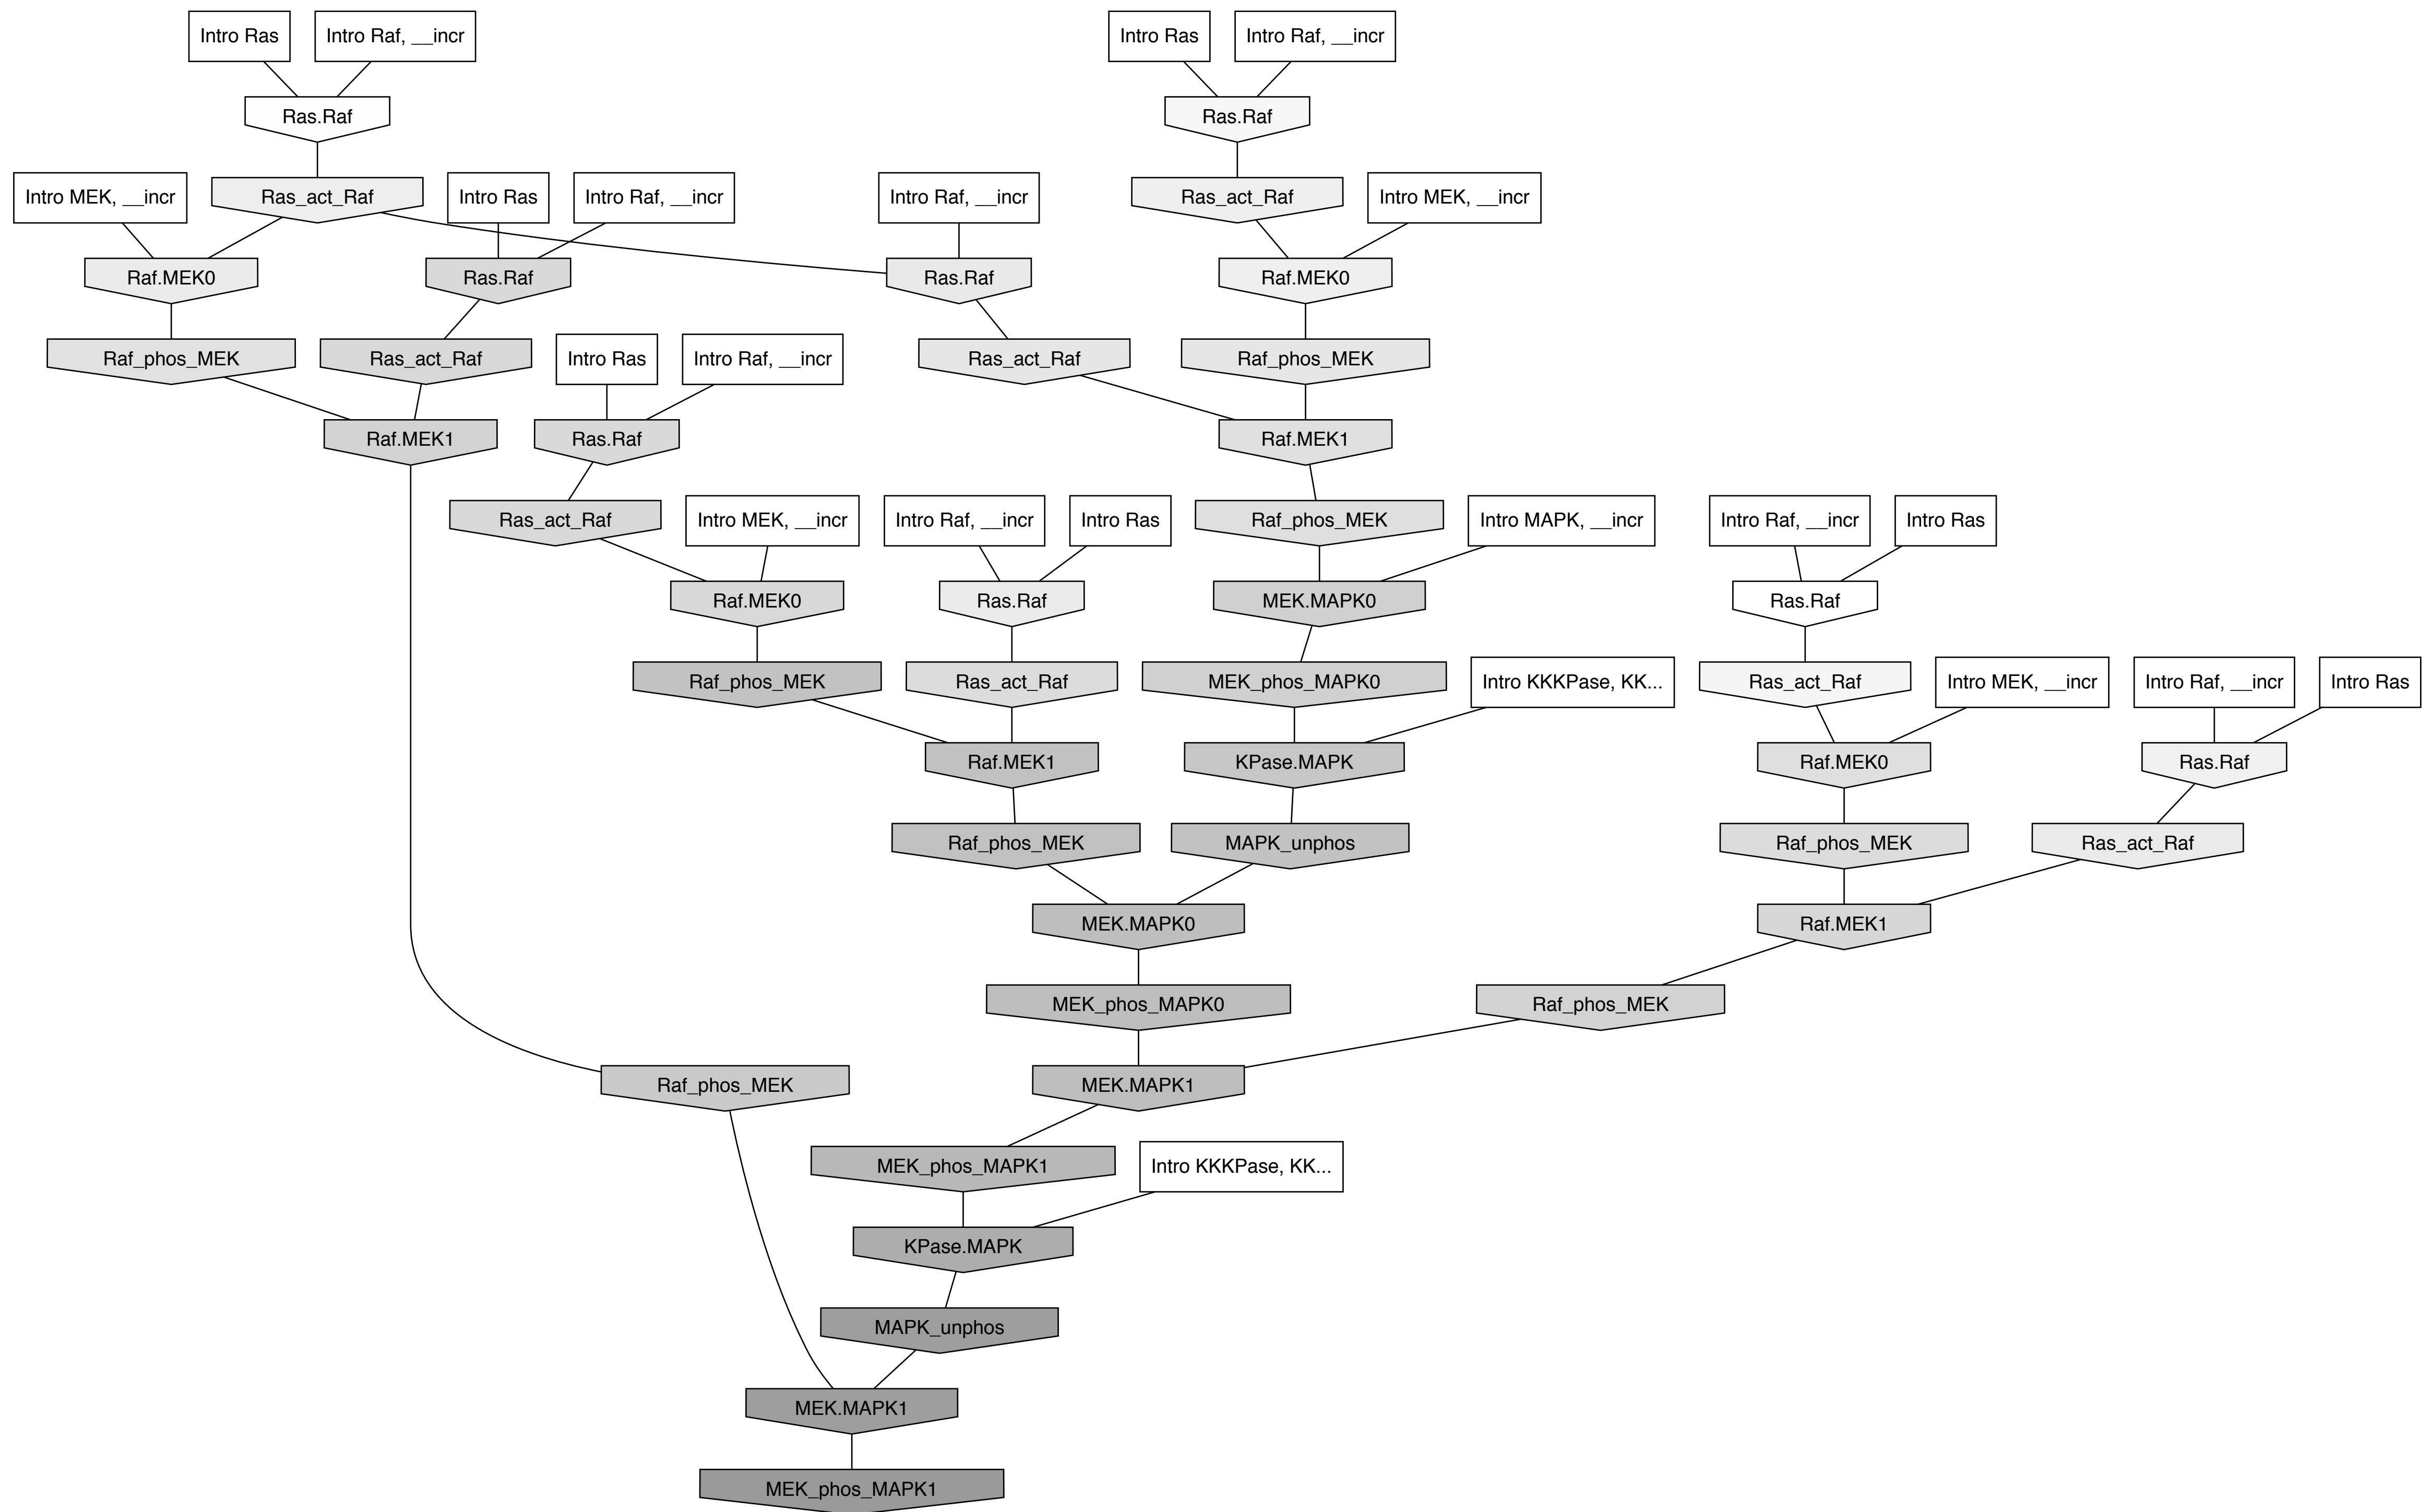 Intro Ras
Intro Raf, __incr
Intro Ras
Intro Raf, __incr
Ras.Raf
Ras.Raf
Intro MEK, __incr
Ras_act_Raf
Intro Ras
Intro Raf, __incr
Intro Raf, __incr
Ras_act_Raf
Intro MEK, __incr
Raf.MEK0
Ras.Raf
Ras.Raf
Raf.MEK0
Raf_phos_MEK
Ras_act_Raf
Intro Ras
Intro Raf, __incr
Ras_act_Raf
Raf_phos_MEK
Raf.MEK1
Ras.Raf
Raf.MEK1
Ras_act_Raf
Intro MEK, __incr
Intro Raf, __incr
Intro Ras
Raf_phos_MEK
Intro MAPK, __incr
Intro Raf, __incr
Intro Ras
Raf.MEK0
Ras.Raf
MEK.MAPK0
Ras.Raf
Raf_phos_MEK
Ras_act_Raf
MEK_phos_MAPK0
Intro KKKPase, KK...
Ras_act_Raf
Intro MEK, __incr
Intro Raf, __incr
Intro Ras
Raf.MEK1
KPase.MAPK
Raf.MEK0
Ras.Raf
Raf_phos_MEK
MAPK_unphos
Raf_phos_MEK
Ras_act_Raf
MEK.MAPK0
Raf.MEK1
MEK_phos_MAPK0
Raf_phos_MEK
Raf_phos_MEK
MEK.MAPK1
MEK_phos_MAPK1
Intro KKKPase, KK...
KPase.MAPK
MAPK_unphos
MEK.MAPK1
MEK_phos_MAPK1